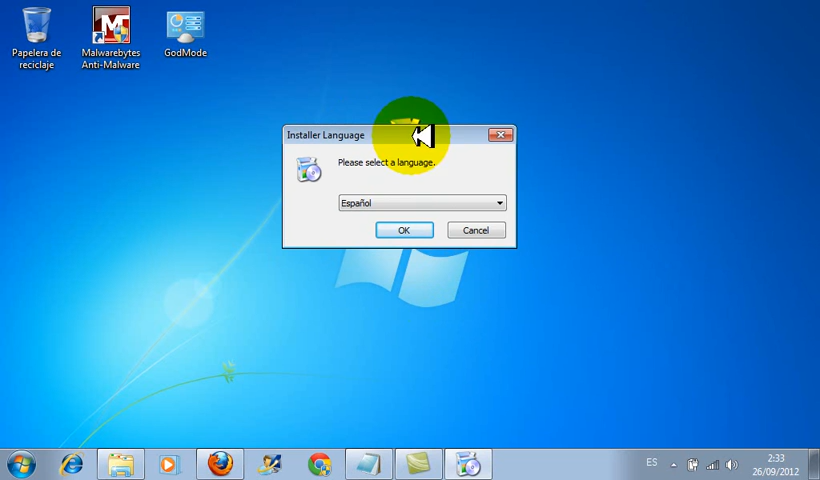 Papelera de
reciclaje
Malwarebytes
Anti-Malware
GodMode
Installer Language
Please select a language.
Español
OK
Cancel
ES
2:33
26/09/2012